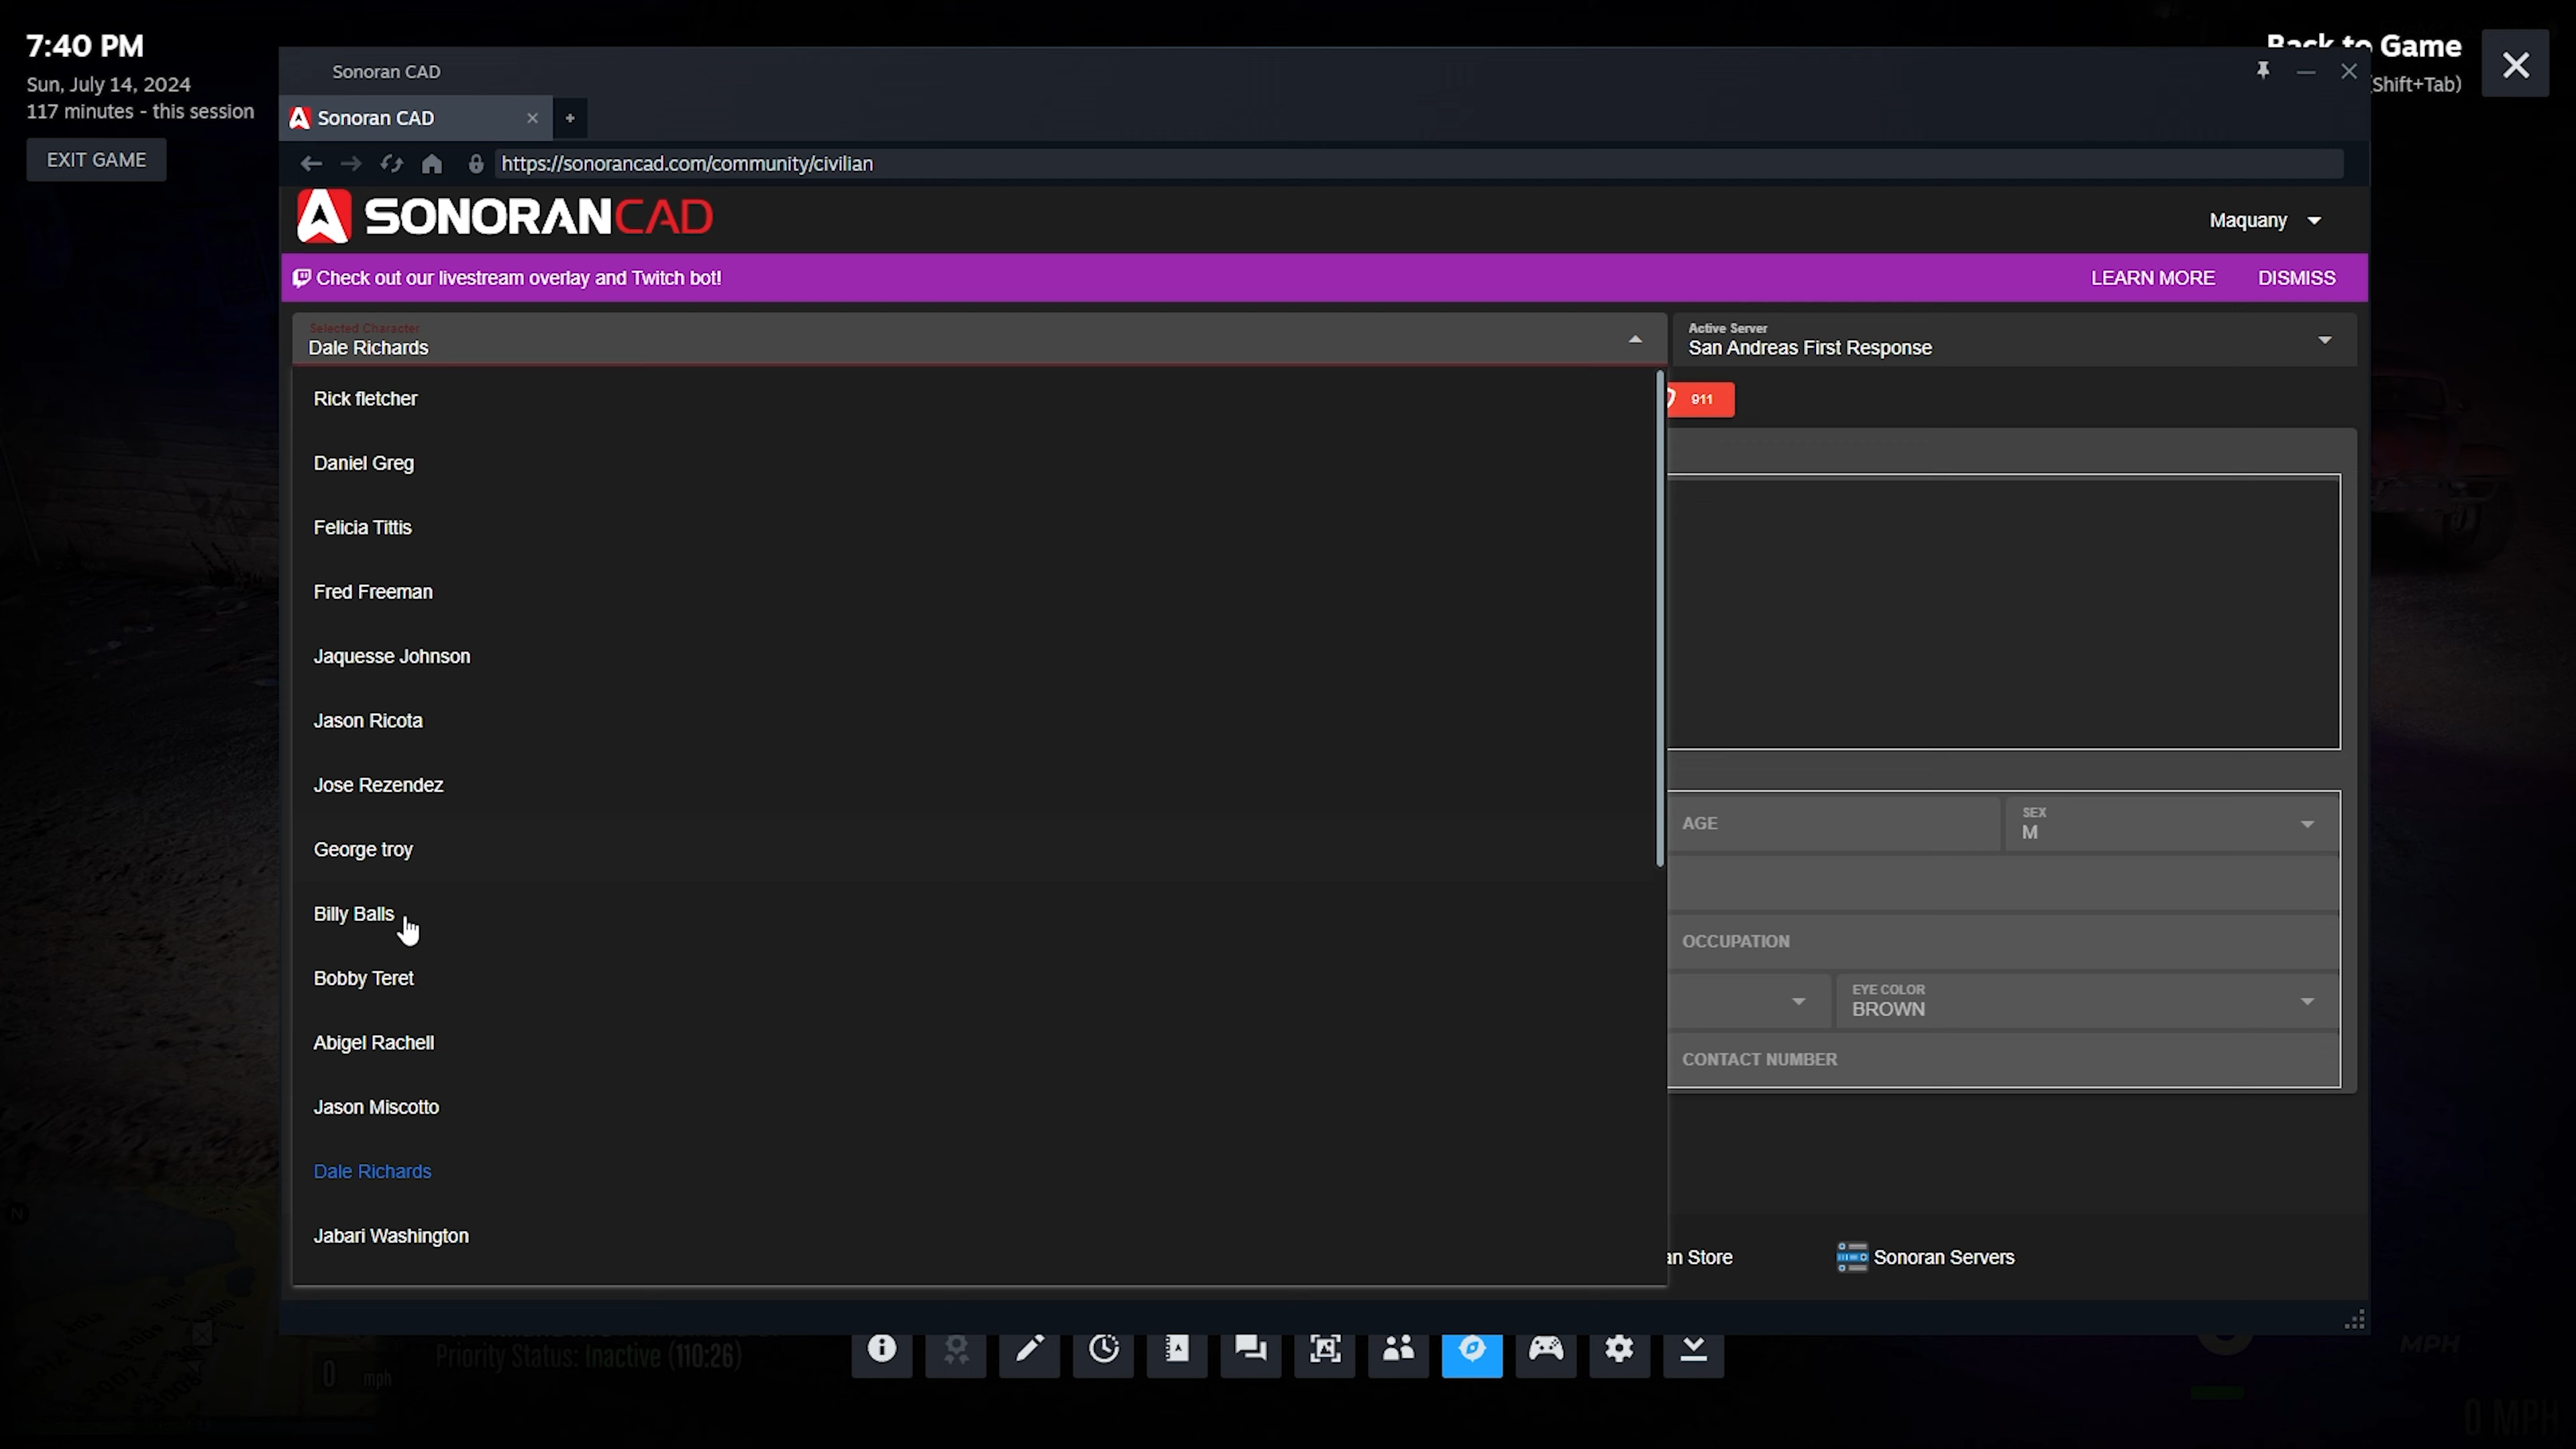 7:40 PM
Sun, July 14, 2024
117 minutes - this session
EXIT GAME
Back to Game
(Shift+Tab)
Sonoran CAD
Sonoran CAD
https://sonorancad.com/community/civilian
SONORANCAD
Maquany
Check out our livestream overlay and Twitch bot!
LEARN MORE
DISMISS
Selected Character
Dale Richards
Active Server
San Andreas First Response
911
Rick fletcher
Daniel Greg
Felicia Tittis
Fred Freeman
Jaquesse Johnson
Jason Ricota
Jose Rezendez
George troy
Billy Balls
Bobby Teret
Abigel Rachell
Jason Miscotto
Dale Richards
Jabari Washington
AGE
SEX
M
OCCUPATION
EYE COLOR
BROWN
CONTACT NUMBER
an Store
Sonoran Servers
N
Priority Status: Inactive (110:26)
0 mph
MPH
0 MPH